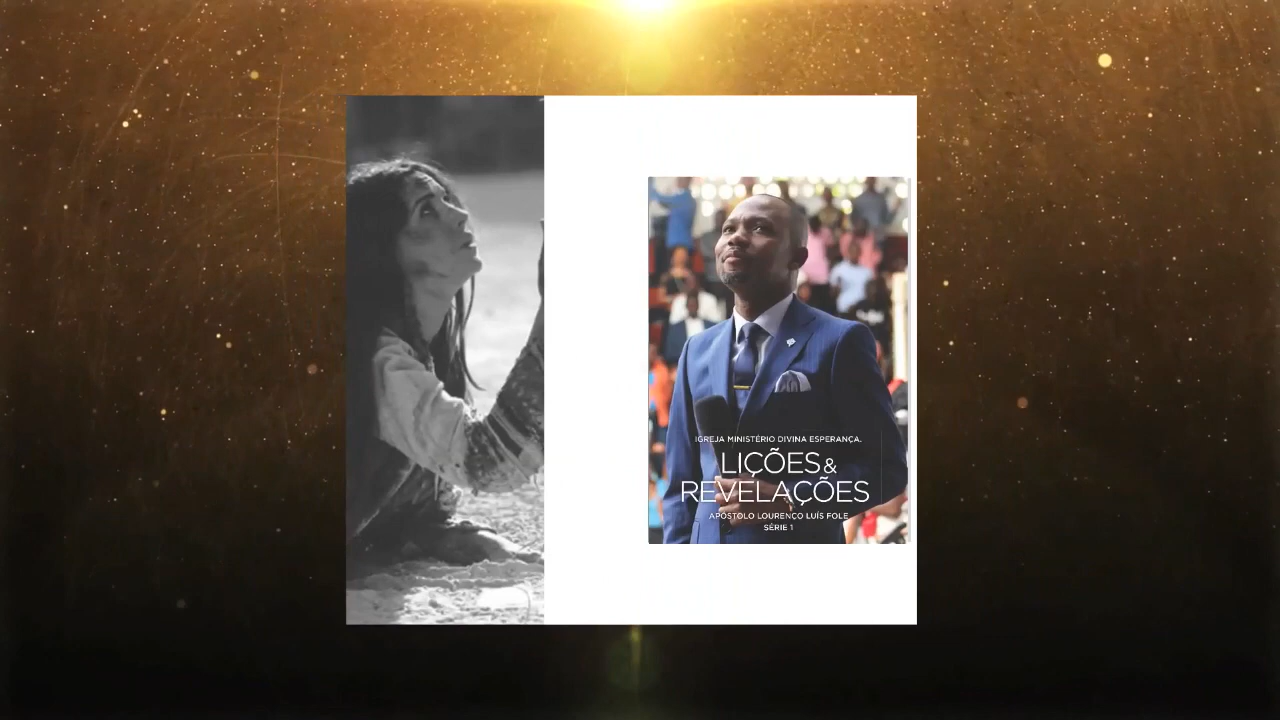 IGREJA MINISTÉRIO DIVINA ESPERANÇA.
LIÇÕES&
REVELAÇÕES
APÓSTOLO LOURENÇO LUÍS FOLE
SÉRIE 1